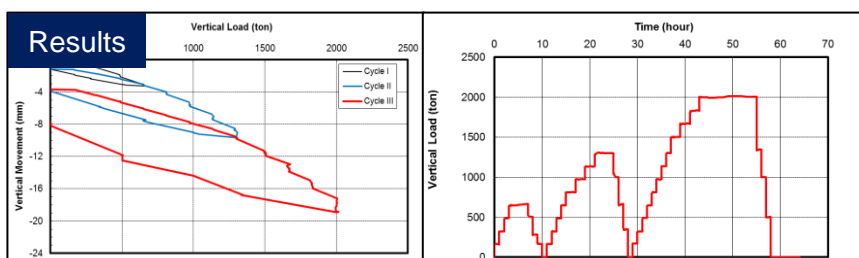 Results
Vertical Load (ton)
1000 1500 2000 2500
Cycle I
Cycle II
Cycle III
Vertical Movement (mm)
-4
-8
-12
-16
-20
-24
Time (hour)
0 10 20 30 40 50 60 70
Vertical Load (ton)
2500
2000
1500
1000
500
0